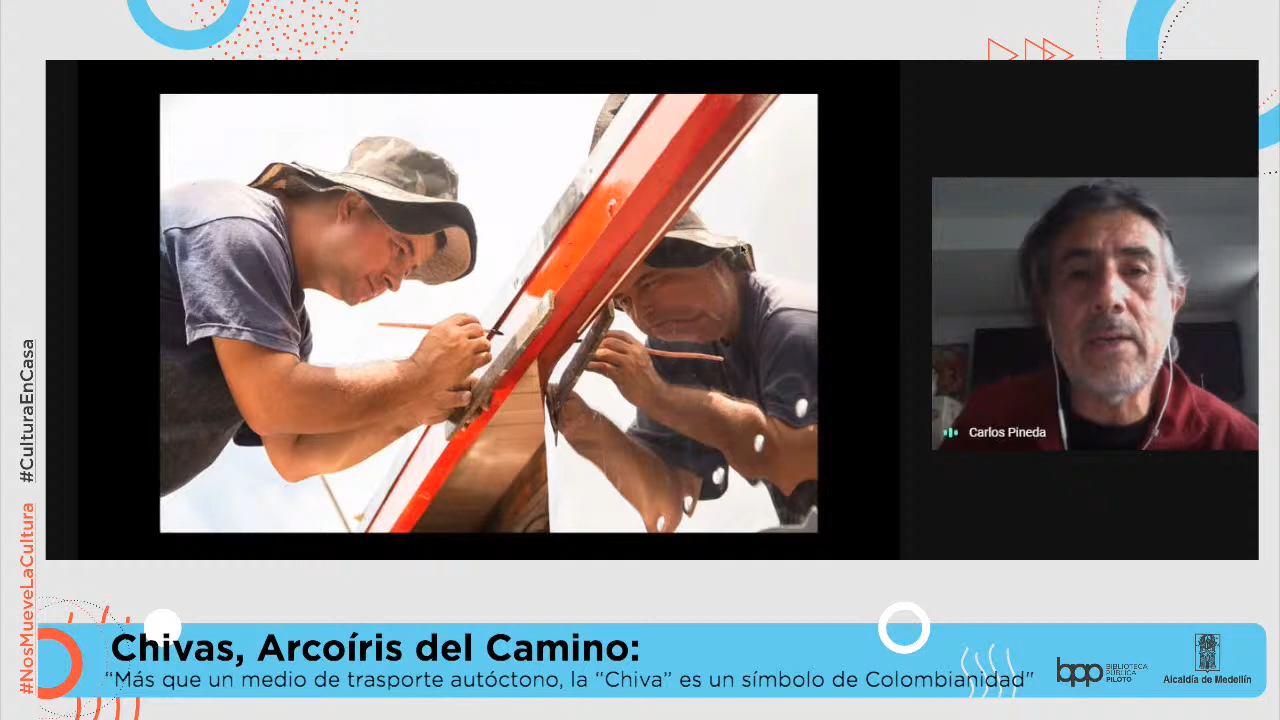 #CulturaEnCasa
#NosMueveLaCultura
Carlos Pineda
Chivas, Arcoíris del Camino:
“Más que un medio de trasporte autóctono, la “Chiva” es un símbolo de Colombianidad"
bpp BIBLIOTECA
PÚBLICA
PILOTO
Alcaldía de Medellín